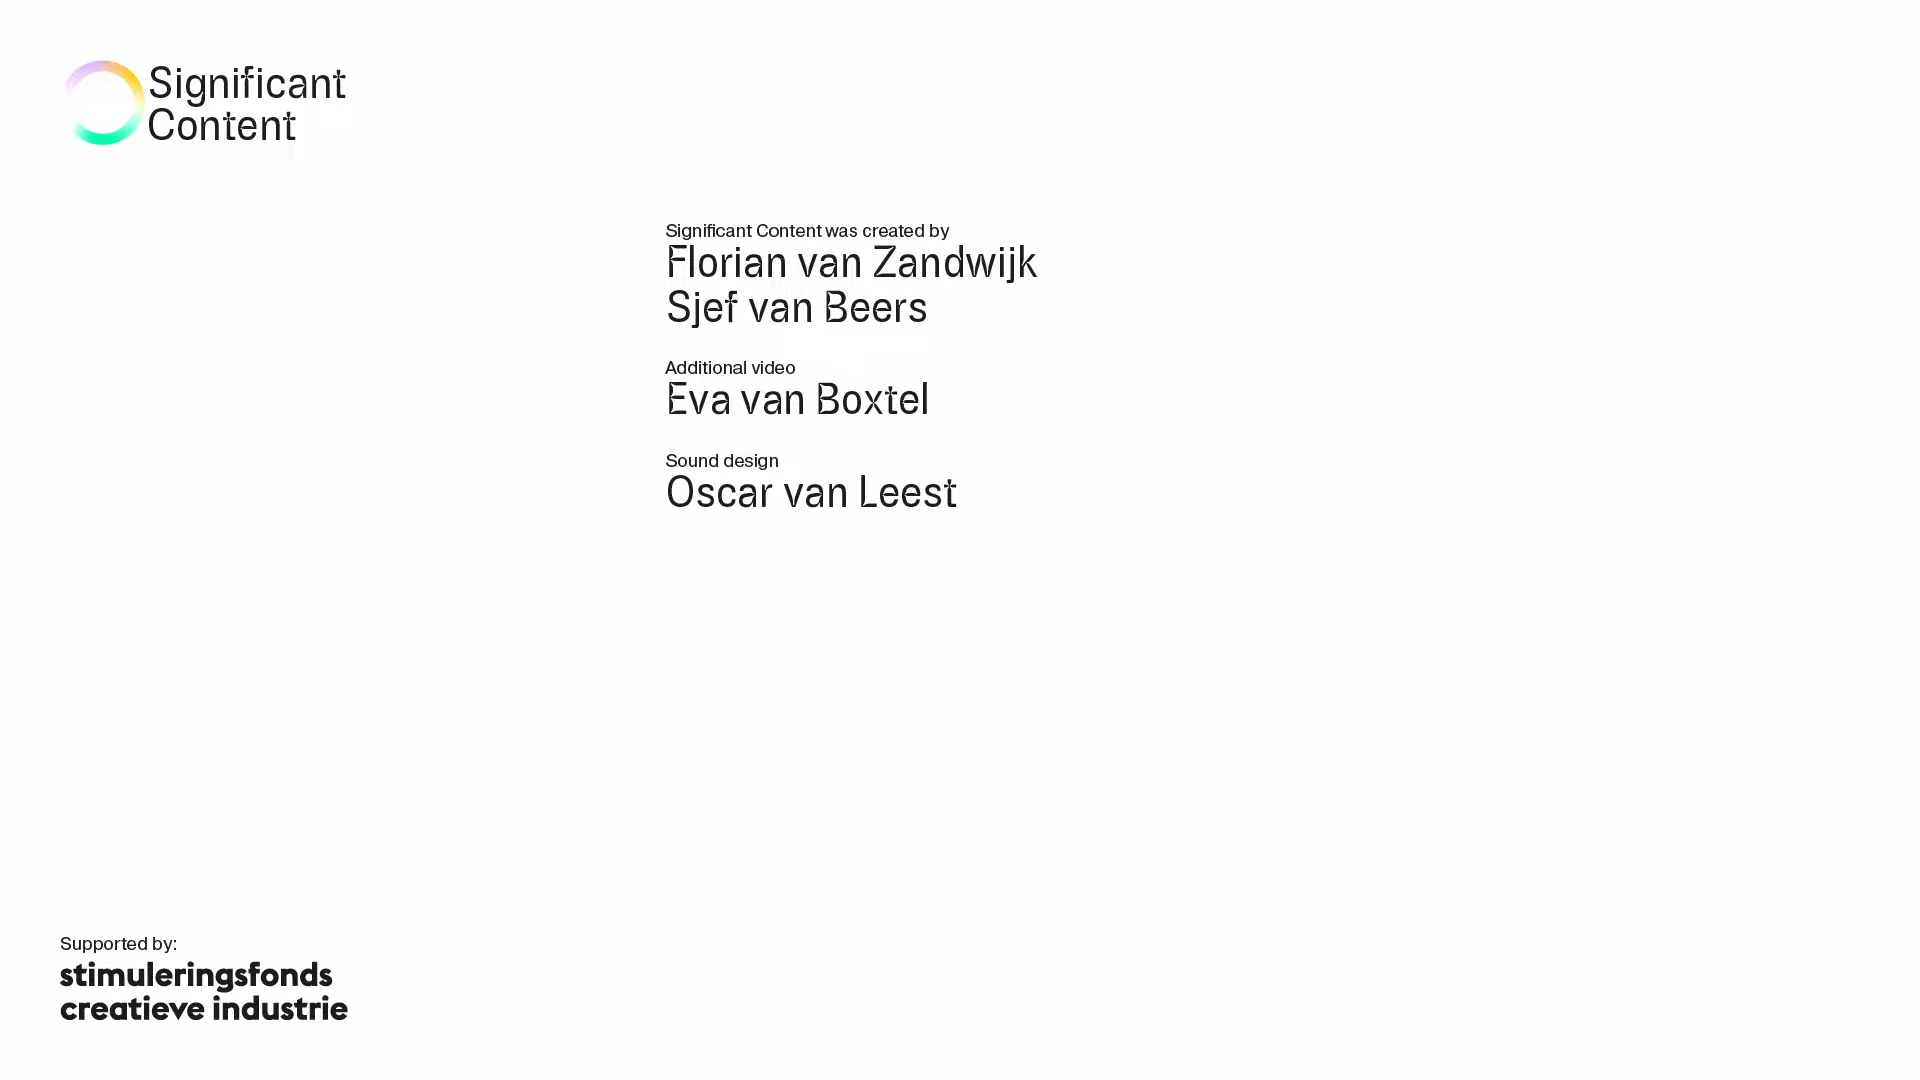 Significant
Content
Significant Content was created by
Florian van Zandwijk
Sjef van Beers
Additional video
Eva van Boxtel
Sound design
Oscar van Leest
Supported by:
stimuleringsfonds
creatieve industrie